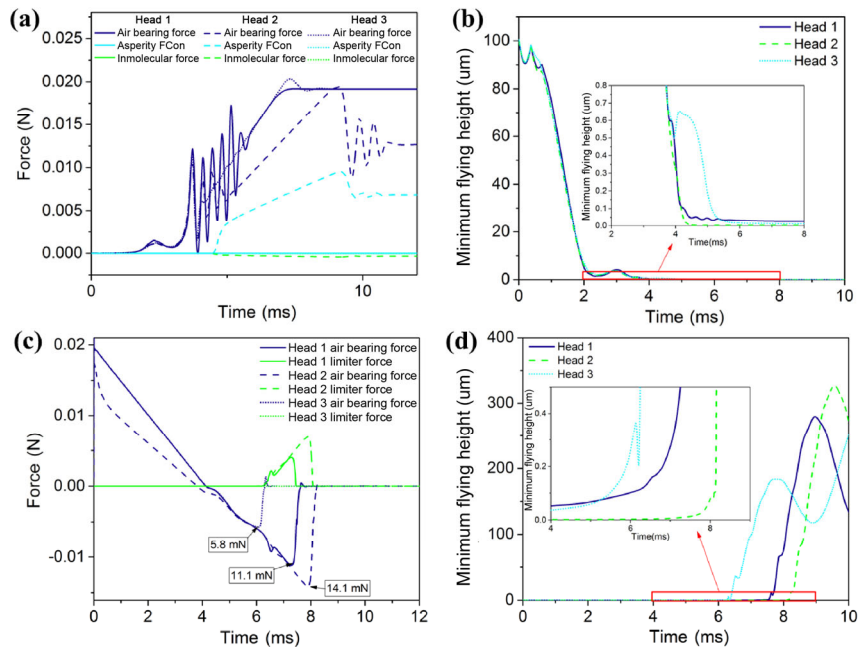 (a)
Head 1 Head 2 Head 3
Air bearing force Air bearing force Air bearing force
Asperity FCon Asperity FCon Asperity FCon
Inmolecular force Inmolecular force Inmolecular force
0.025
0.020
0.015
0.010
0.005
0.000
Force (N)
0 5 10
Time (ms)
(b)
Head 1
Head 2
Head 3
100
80
60
40
20
0
Minimum flying height (um)
0.8
0.7
0.6
0.5
0.4
0.3
0.2
0.1
0.0
Minimum flying height (um)
2 4 6 8
Time(ms)
0 2 4 6 8 10
Time (ms)
(c)
Head 1 air bearing force
Head 1 limiter force
Head 2 air bearing force
Head 2 limiter force
Head 3 air bearing force
Head 3 limiter force
0.02
0.01
0.00
-0.01
Force (N)
5.8 mN
11.1 mN
14.1 mN
0 2 4 6 8 10 12
Time (ms)
(d)
Head 1
Head 2
Head 3
400
300
200
100
0
Minimum flying height (um)
0.4
0.2
0.0
Minimum flying height (um)
4 6 8
Time(ms)
0 2 4 6 8 10
Time (ms)